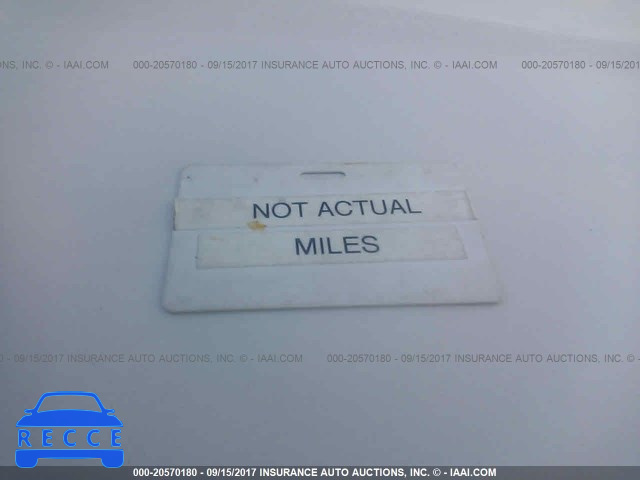 NS, INC. © - IAAI.COM 000-20570180 - 09/15/2017 INSURANCE AUTO AUCTIONS, INC. © - IAAI.COM 000-20570180 - 09/15/2017
NOT ACTUAL
MILES
000-20570180 - 09/15/2017 INSURANCE AUTO AUCTIONS, INC. © - IAAI.COM 000-20570180 - 09/15/2017 INSURANCE AUTO AUCTIONS,
RECCE
000-20570180 - 09/15/2017 INSURANCE AUTO AUCTIONS, INC. © - IAAI.COM